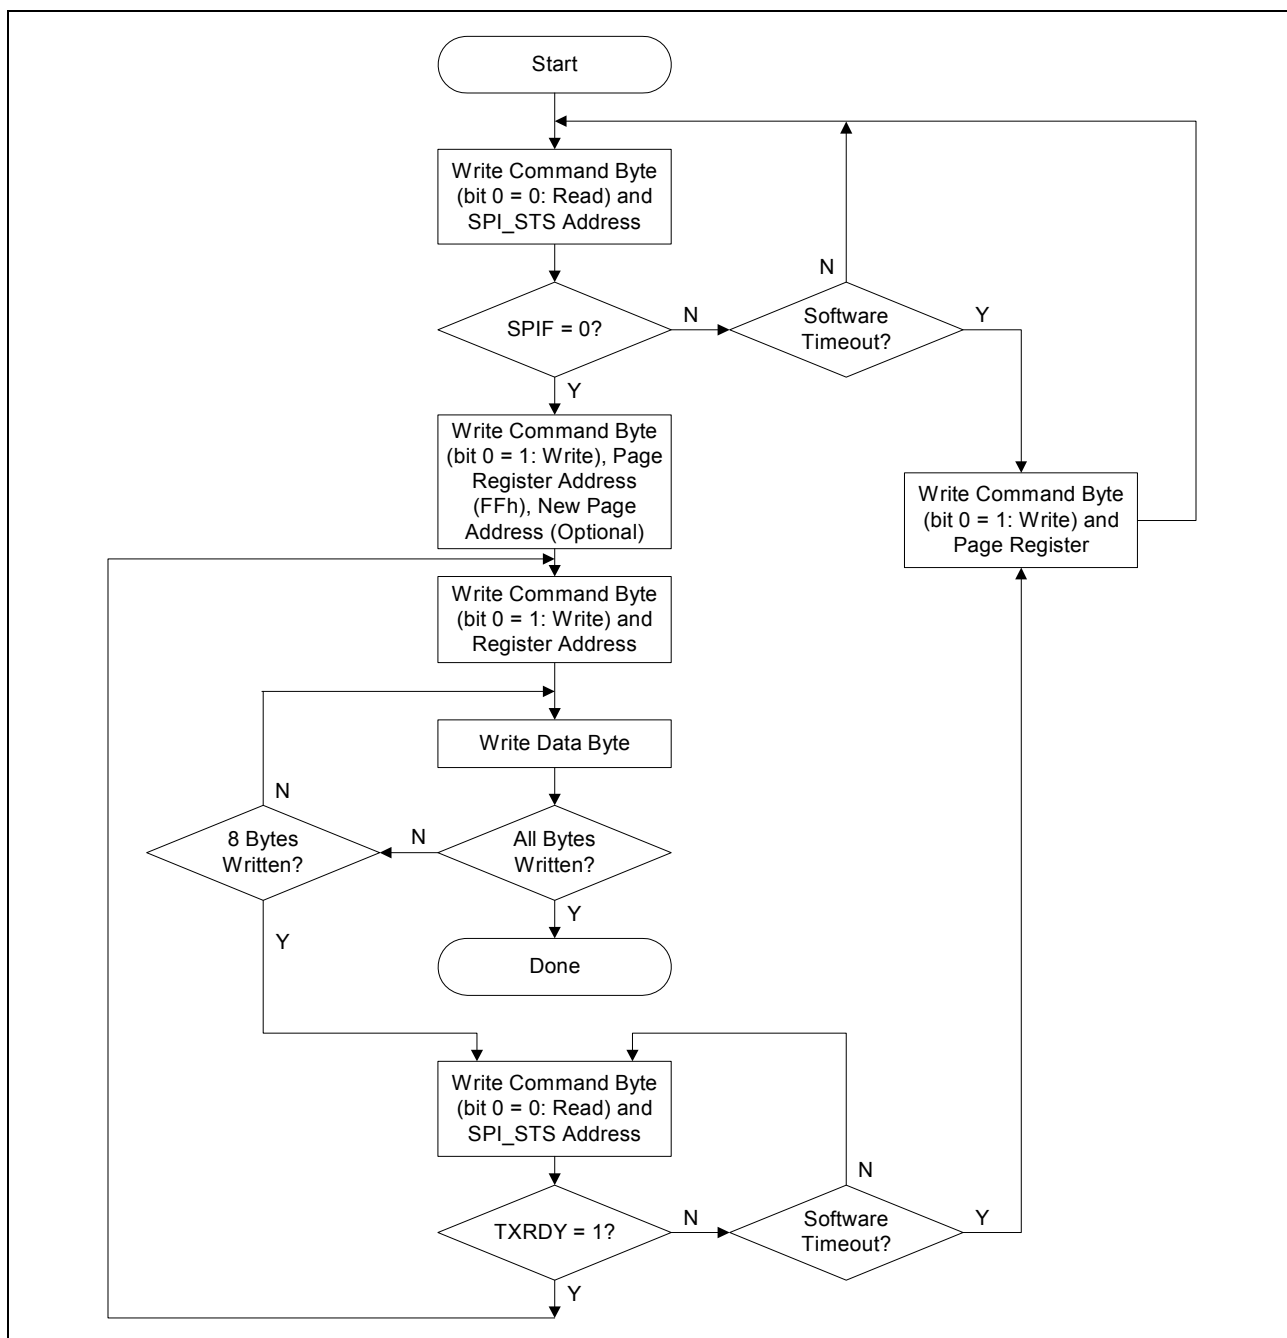 Start
Write Command Byte
(bit 0 = 0: Read) and
SPI_STS Address
N
SPIF = 0?
N
Software
Timeout?
Y
Y
Write Command Byte
(bit 0 = 1: Write), Page
Register Address
(FFh), New Page
Address (Optional)
Write Command Byte
(bit 0 = 1: Write) and
Page Register
Write Command Byte
(bit 0 = 1: Write) and
Register Address
Write Data Byte
N
8 Bytes
Written?
N
All Bytes
Written?
Y
Y
Done
Write Command Byte
(bit 0 = 0: Read) and
SPI_STS Address
N
TXRDY = 1?
N
Software
Timeout?
Y
Y